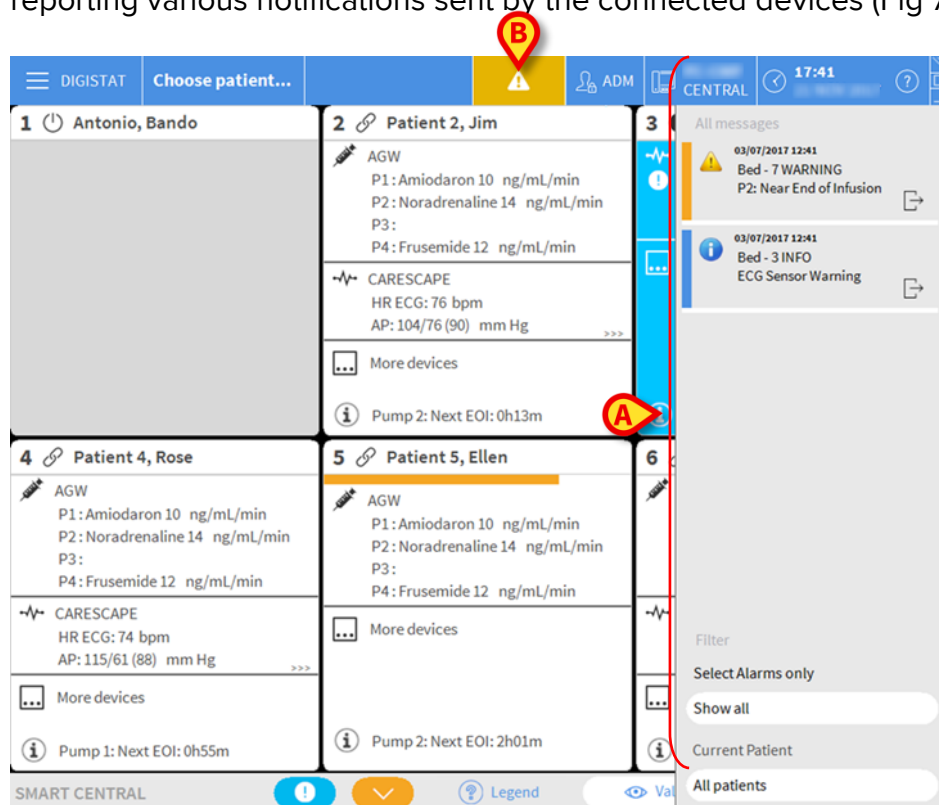 reporting various notifications sent by the connected devices (Fig
B
DIGISTAT Choose patient... ADM CENTRAL 17:41 ?
1 Antonio, Bando
2 Patient 2, Jim
AGW
P1: Amiodaron 10 ng/mL/min
P2: Noradrenaline 14 ng/mL/min
P3:
P4: Frusemide 12 ng/mL/min
CARESCAPE
HR ECG: 76 bpm
AP: 104/76 (90) mm Hg >>>
... More devices
i Pump 2: Next EOI: 0h13m
3
!
...
A
All messages
03/07/2017 12:41
Bed - 7 WARNING
P2: Near End of Infusion
03/07/2017 12:41
Bed - 3 INFO
ECG Sensor Warning
4 Patient 4, Rose
AGW
P1: Amiodaron 10 ng/mL/min
P2: Noradrenaline 14 ng/mL/min
P3:
P4: Frusemide 12 ng/mL/min
CARESCAPE
HR ECG: 74 bpm
AP: 115/61 (88) mm Hg >>>
... More devices
i Pump 1: Next EOI: 0h55m
5 Patient 5, Ellen
AGW
P1: Amiodaron 10 ng/mL/min
P2: Noradrenaline 14 ng/mL/min
P3:
P4: Frusemide 12 ng/mL/min
... More devices
i Pump 2: Next EOI: 2h01m
6
...
i
Filter
Select Alarms only
Show all
Current Patient
All patients
SMART CENTRAL ! ? Legend Val